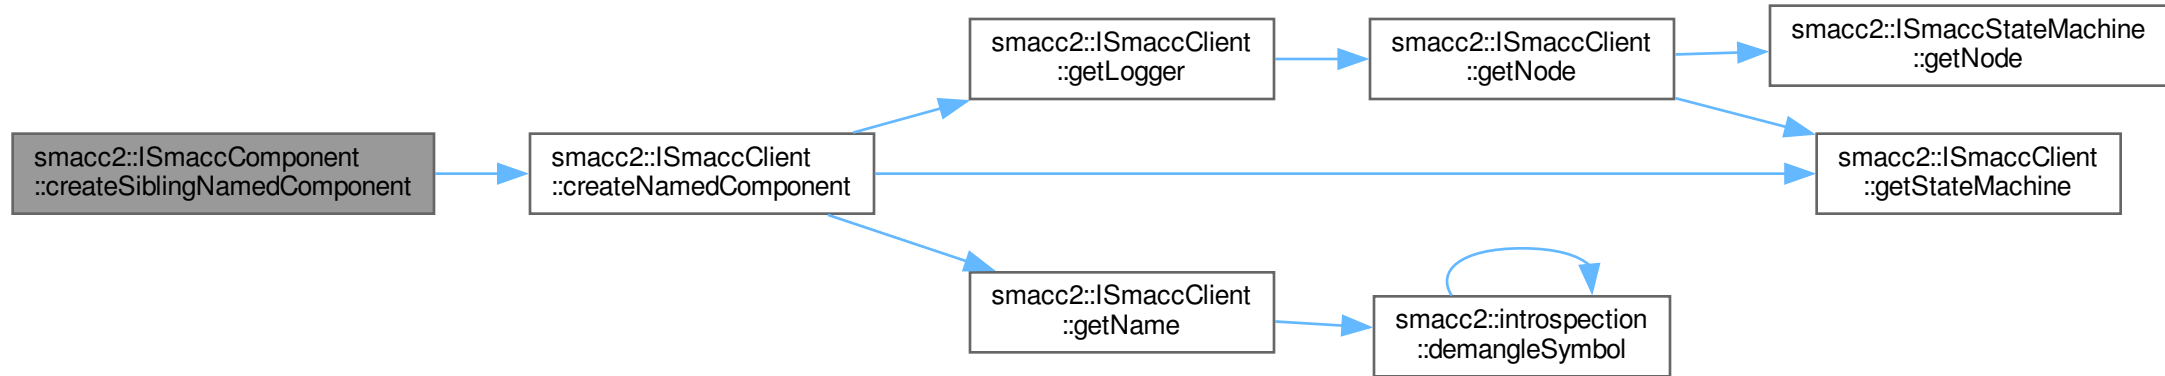 smacc2::ISmaccComponent
::createSiblingNamedComponent
smacc2::ISmaccClient
::createNamedComponent
smacc2::ISmaccClient
::getLogger
smacc2::ISmaccClient
::getNode
smacc2::ISmaccStateMachine
::getNode
smacc2::ISmaccClient
::getStateMachine
smacc2::ISmaccClient
::getName
smacc2::introspection
::demangleSymbol